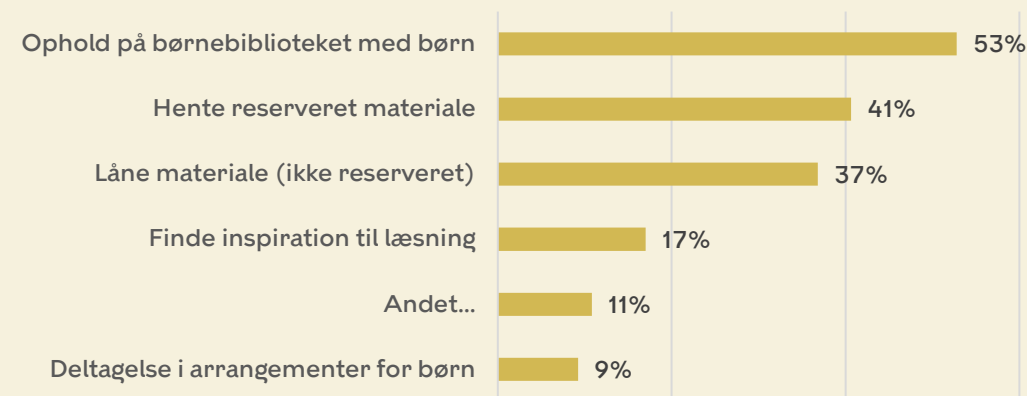 Ophold på børnebiblioteket med børn 53%
Hente reserveret materiale 41%
Låne materiale (ikke reserveret) 37%
Finde inspiration til læsning 17%
Andet... 11%
Deltagelse i arrangementer for børn 9%